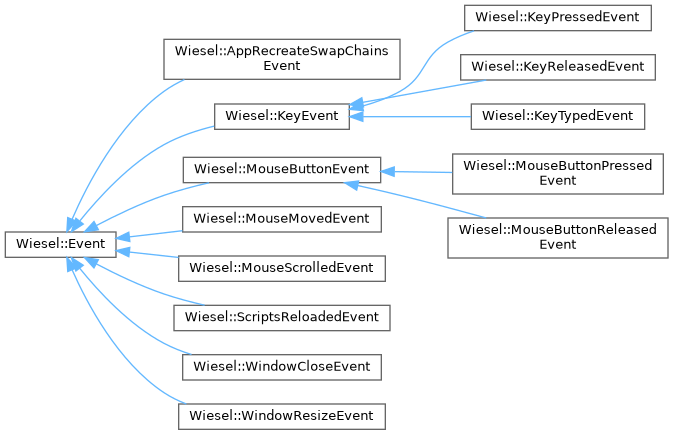 Wiesel::KeyPressedEvent
Wiesel::AppRecreateSwapChains
Event
Wiesel::KeyReleasedEvent
Wiesel::KeyEvent
Wiesel::KeyTypedEvent
Wiesel::MouseButtonEvent
Wiesel::MouseButtonPressed
Event
Wiesel::MouseMovedEvent
Wiesel::MouseButtonReleased
Event
Wiesel::Event
Wiesel::MouseScrolledEvent
Wiesel::ScriptsReloadedEvent
Wiesel::WindowCloseEvent
Wiesel::WindowResizeEvent